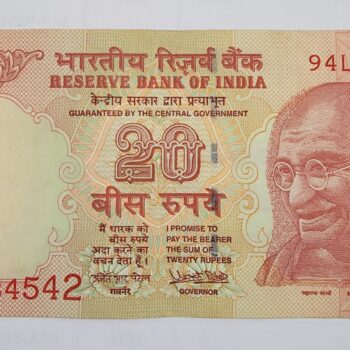 भारतीय रिज़र्व बैंक
94L
RESERVE BANK OF INDIA
केन्द्रीय सरकार द्वारा प्रत्याभूत
GUARANTEED BY THE CENTRAL GOVERNMENT
20
बीस रुपये
मैं धारक को
बीस रुपये
अदा करने का
वचन देता हूँ।
गवर्नर
I PROMISE TO
PAY THE BEARER
THE SUM OF
TWENTY RUPEES
GOVERNOR
महात्मा गांधी
4542